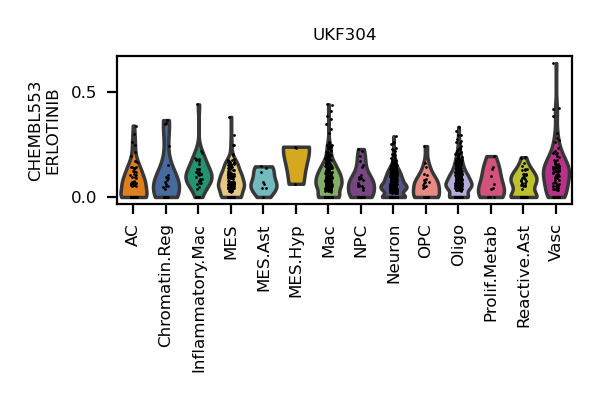 UKF304
CHEMBL553
ERLOTINIB
0.5
0.0
AC
Chromatin.Reg
Inflammatory.Mac
MES
MES.Ast
MES.Hyp
Mac
NPC
Neuron
OPC
Oligo
Prolif.Metab
Reactive.Ast
Vasc